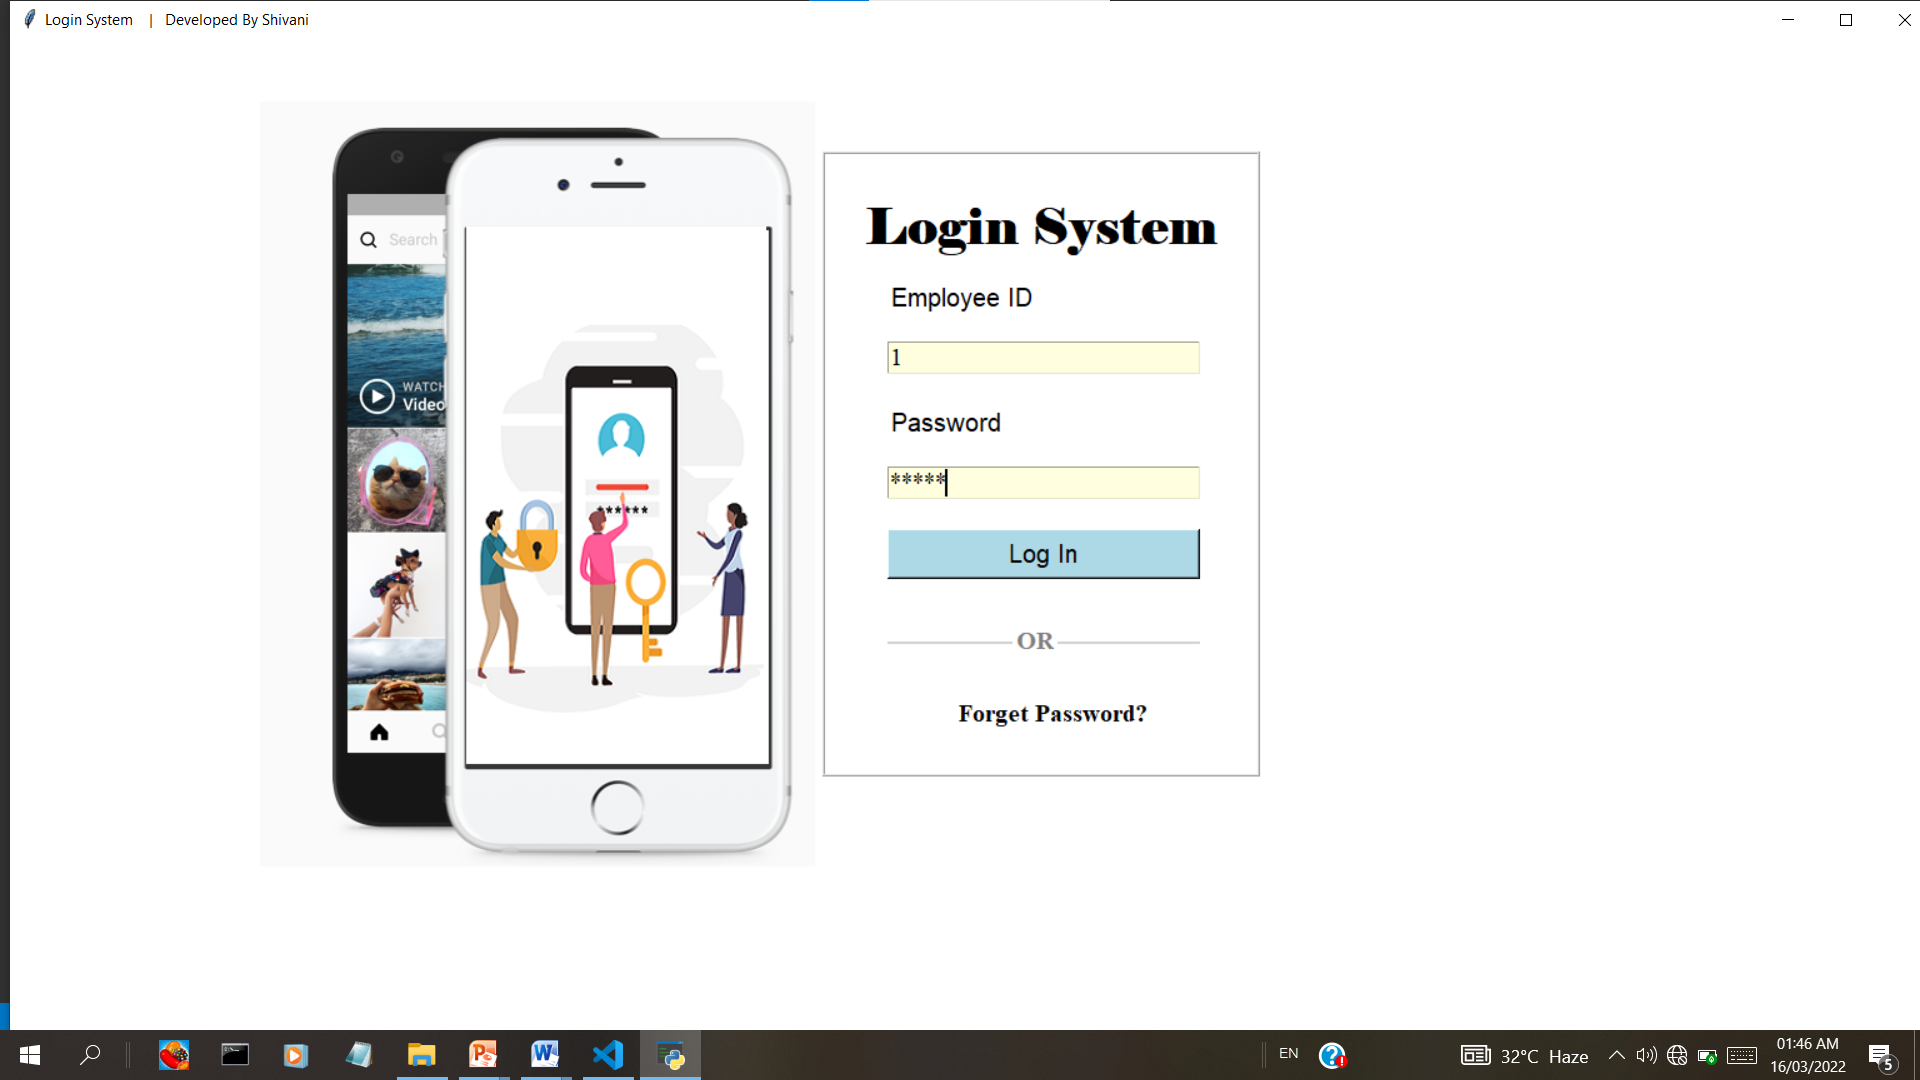 Login System | Developed By Shivani
Search
WATCH
Video
******
Login System
Employee ID
1
Password
*****
Log In
OR
Forget Password?
EN
32°C Haze
01:46 AM
16/03/2022
5